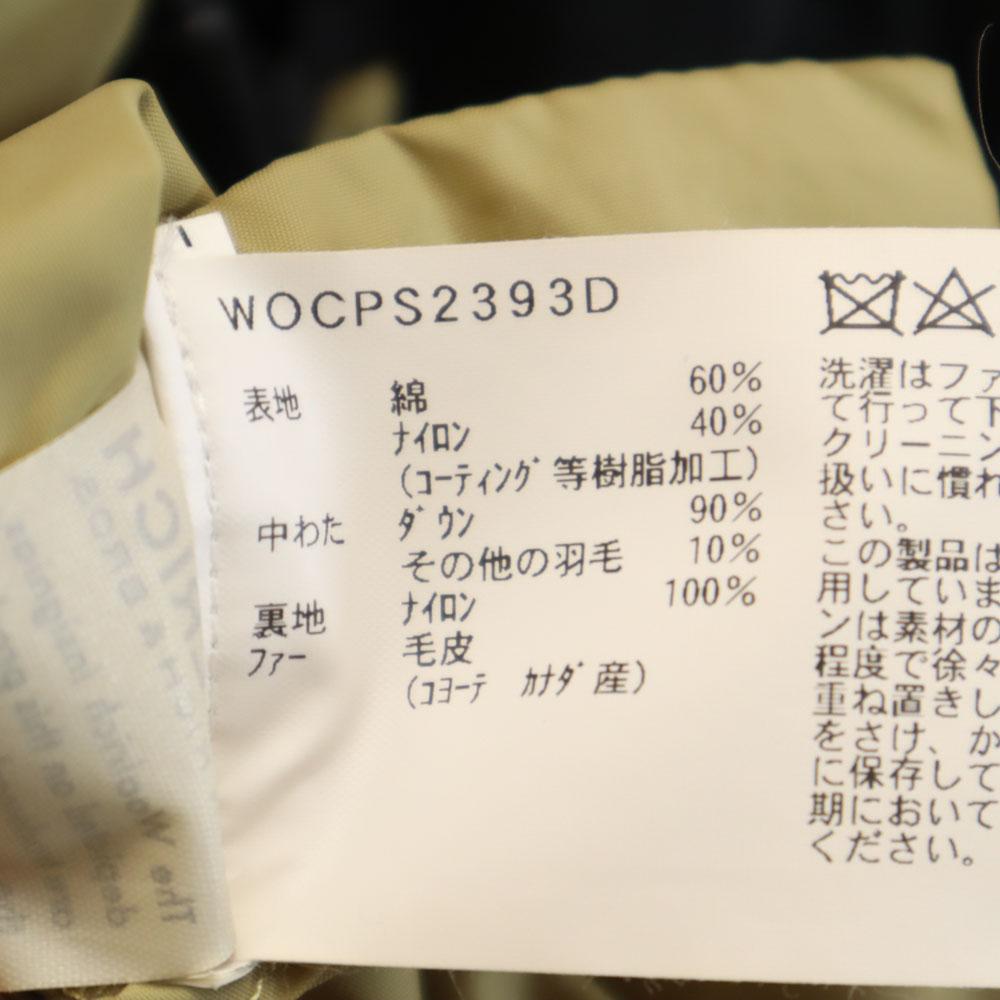 WOCPS2393D
表地 綿 60%
ナイロン 40%
(コーティング等樹脂加工)
中わた ダウン 90%
その他の羽毛 10%
裏地 ナイロン 100%
ファー 毛皮
(コヨーテ カナダ産)
洗濯はファ
て行って下
クリーニン
扱いに慣れ
さい。
この製品は
用していま
ンは素材の
程度で徐々
重ね置きし
をさけ、か
に保存して
期において
ください。